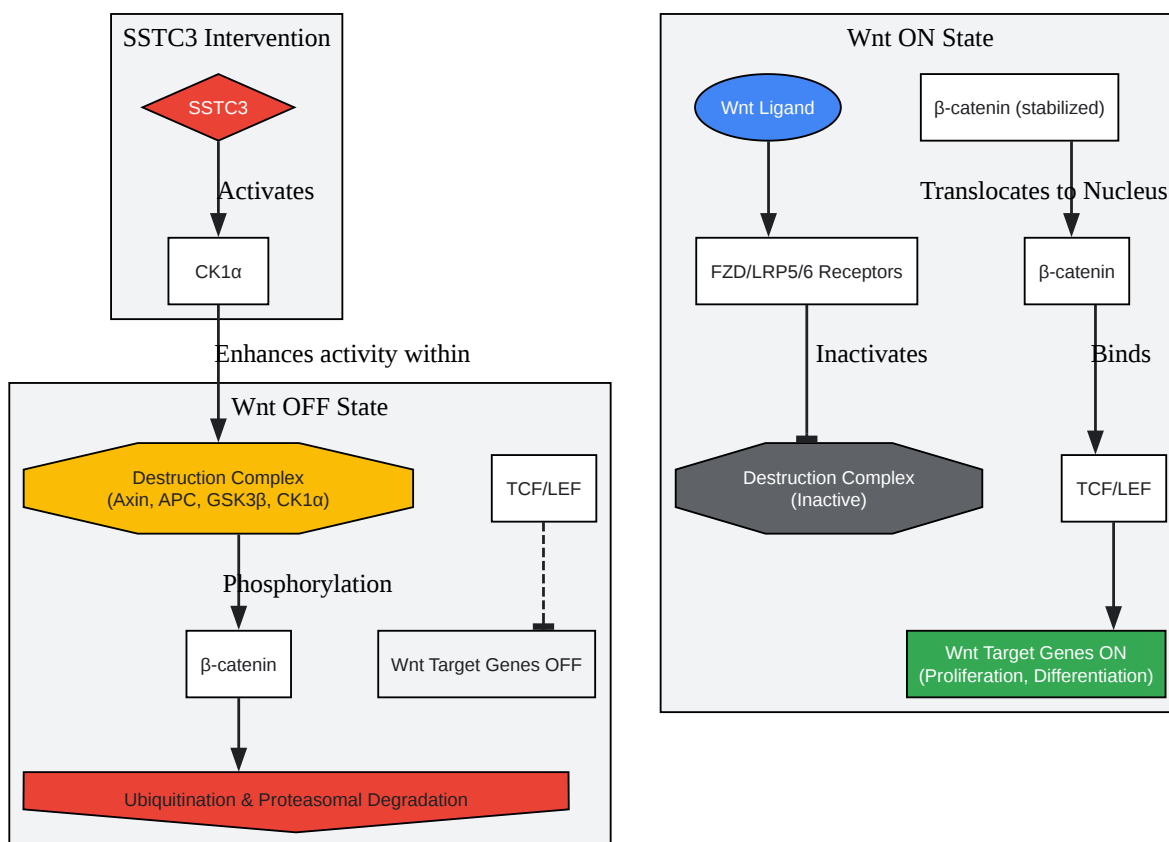 SSTC3 Intervention
SSTC3
Activates
CK1α
Enhances activity within
Wnt OFF State
Destruction Complex
(Axin, APC, GSK3β, CK1α)
TCF/LEF
Phosphorylation
β-catenin
Wnt Target Genes OFF
Ubiquitination & Proteasomal Degradation
Wnt ON State
Wnt Ligand
β-catenin (stabilized)
Translocates to Nucleus
FZD/LRP5/6 Receptors
β-catenin
Inactivates
Binds
Destruction Complex
(Inactive)
TCF/LEF
Wnt Target Genes ON
(Proliferation, Differentiation)